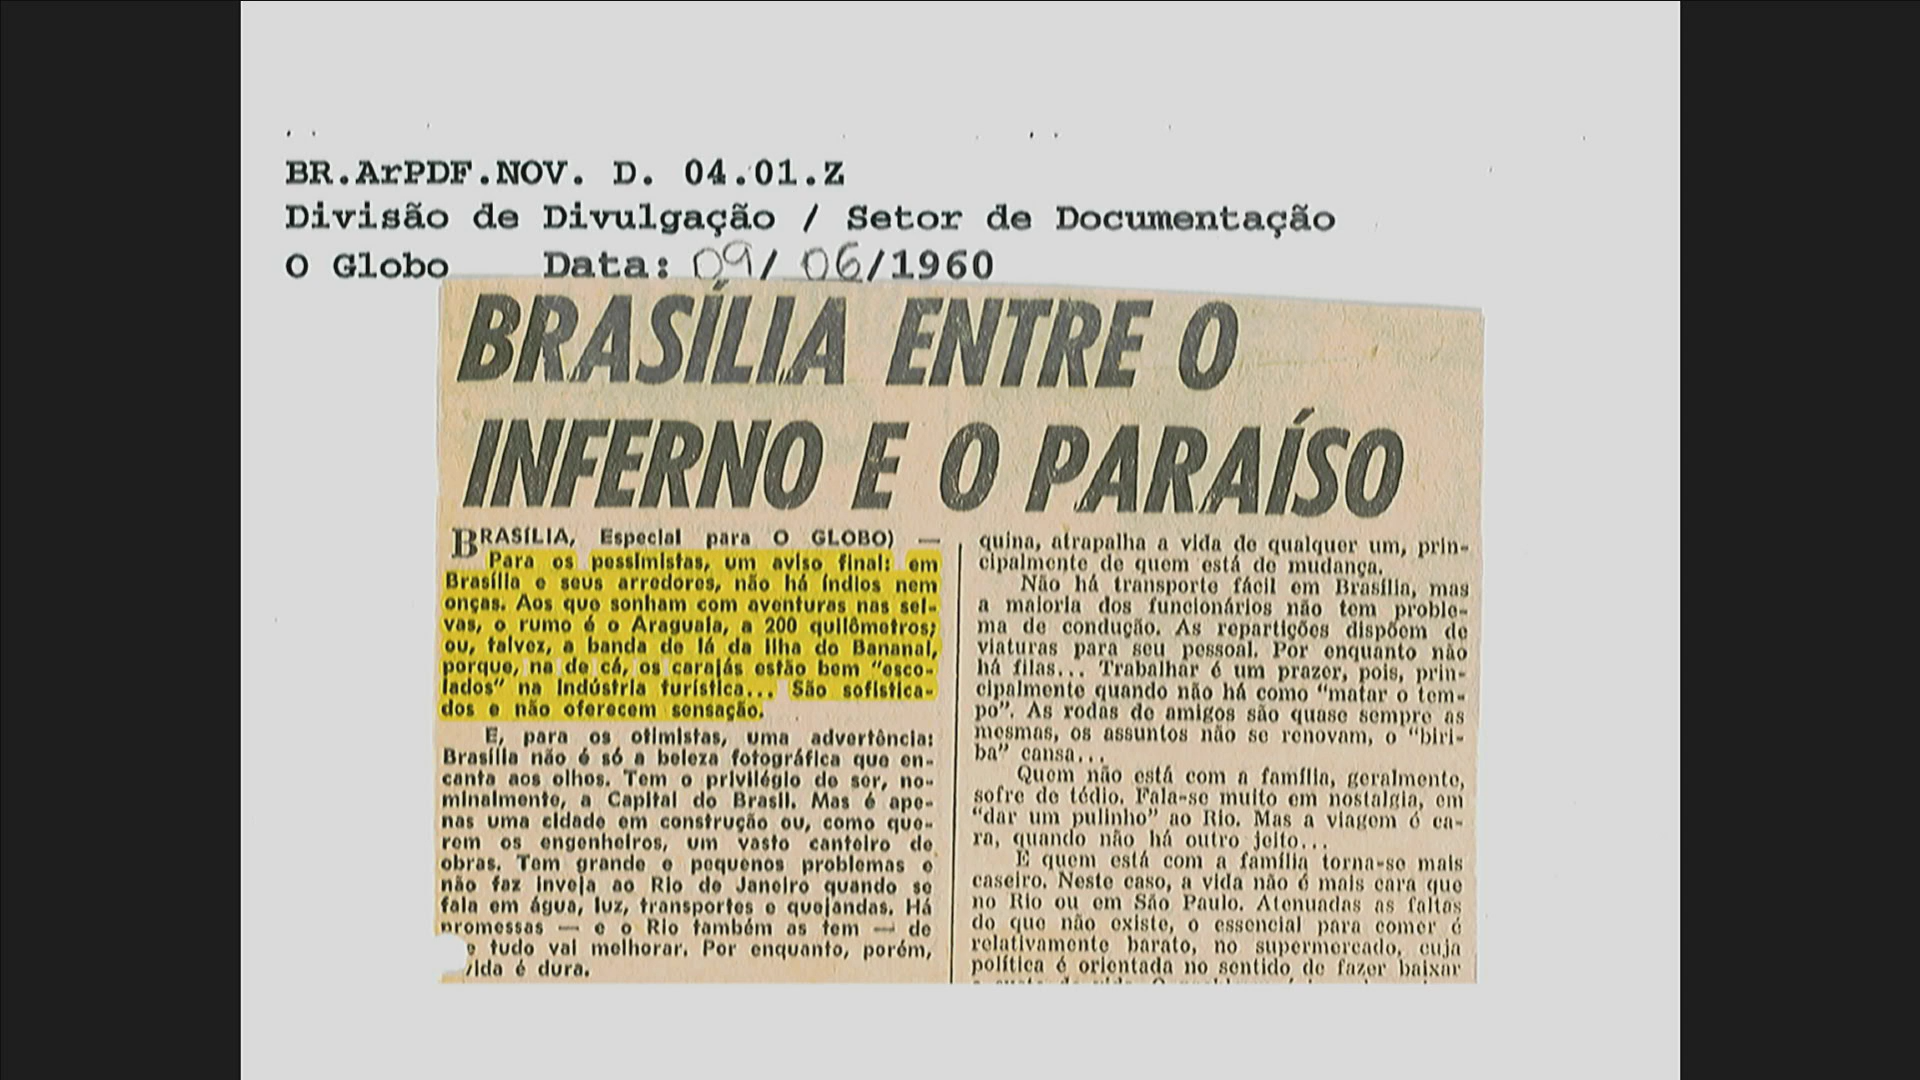 BR.ArPDF.NOV. D. 04.01.Z
Divisão de Divulgação / Setor de Documentação
O Globo Data: 09/ 06/1960
BRASÍLIA ENTRE O
INFERNO E O PARAÍSO
BRASÍLIA, Especial para O GLOBO) —
Para os pessimistas, um aviso final: em
Brasília e seus arredores, não há índios nem
onças. Aos que sonham com aventuras nas sel-
vas, o rumo é o Araguaia, a 200 quilômetros;
ou, talvez, a banda de lá da Ilha do Bananal,
porque, na de cá, os carajás estão bem "esco-
lados" na indústria turística... São sofistica-
dos e não oferecem sensação.
E, para os otimistas, uma advertência:
Brasília não é só a beleza fotográfica que en-
canta aos olhos. Tem o privilégio de ser, no-
minalmente, a Capital do Brasil. Mas é ape-
nas uma cidade em construção ou, como que-
rem os engenheiros, um vasto canteiro de
obras. Tem grande e pequenos problemas e
não faz inveja ao Rio de Janeiro quando se
fala em água, luz, transportes e quejandas. Há
promessas — e o Rio também as tem — de
e tudo vai melhorar. Por enquanto, porém,
vida é dura.
quina, atrapalha a vida de qualquer um, prin-
cipalmente de quem está de mudança.
Não há transporte fácil em Brasília, mas
a maioria dos funcionários não tem proble-
ma de condução. As repartições dispõem de
viaturas para seu pessoal. Por enquanto não
há filas... Trabalhar é um prazer, pois, prin-
cipalmente quando não há como "matar o tem-
po". As rodas de amigos são quase sempre as
mesmas, os assuntos não se renovam, o "biri-
ba" cansa...
Quem não está com a família, geralmente,
sofre de tédio. Fala-se muito em nostalgia, em
"dar um pulinho" ao Rio. Mas a viagem é ca-
ra, quando não há outro jeito...
E quem está com a família torna-se mais
caseiro. Neste caso, a vida não é mais cara que
no Rio ou em São Paulo. Atenuadas as faltas
do que não existe, o essencial para comer é
relativamente barato, no supermercado, cuja
política é orientada no sentido de fazer baixar